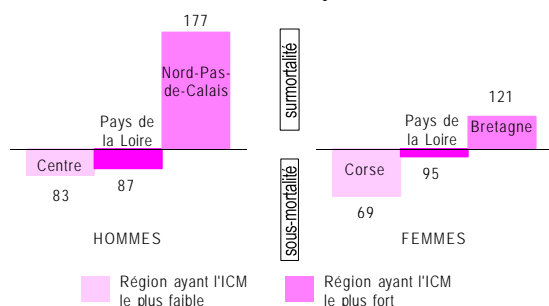 177
Nord-Pas-
de-Calais
Pays de
la Loire
Centre
87
83
HOMMES
surmortalité
sous-mortalité
121
Bretagne
Pays de
la Loire
Corse
95
69
FEMMES
Région ayant l'ICM
le plus faible
Région ayant l'ICM
le plus fort